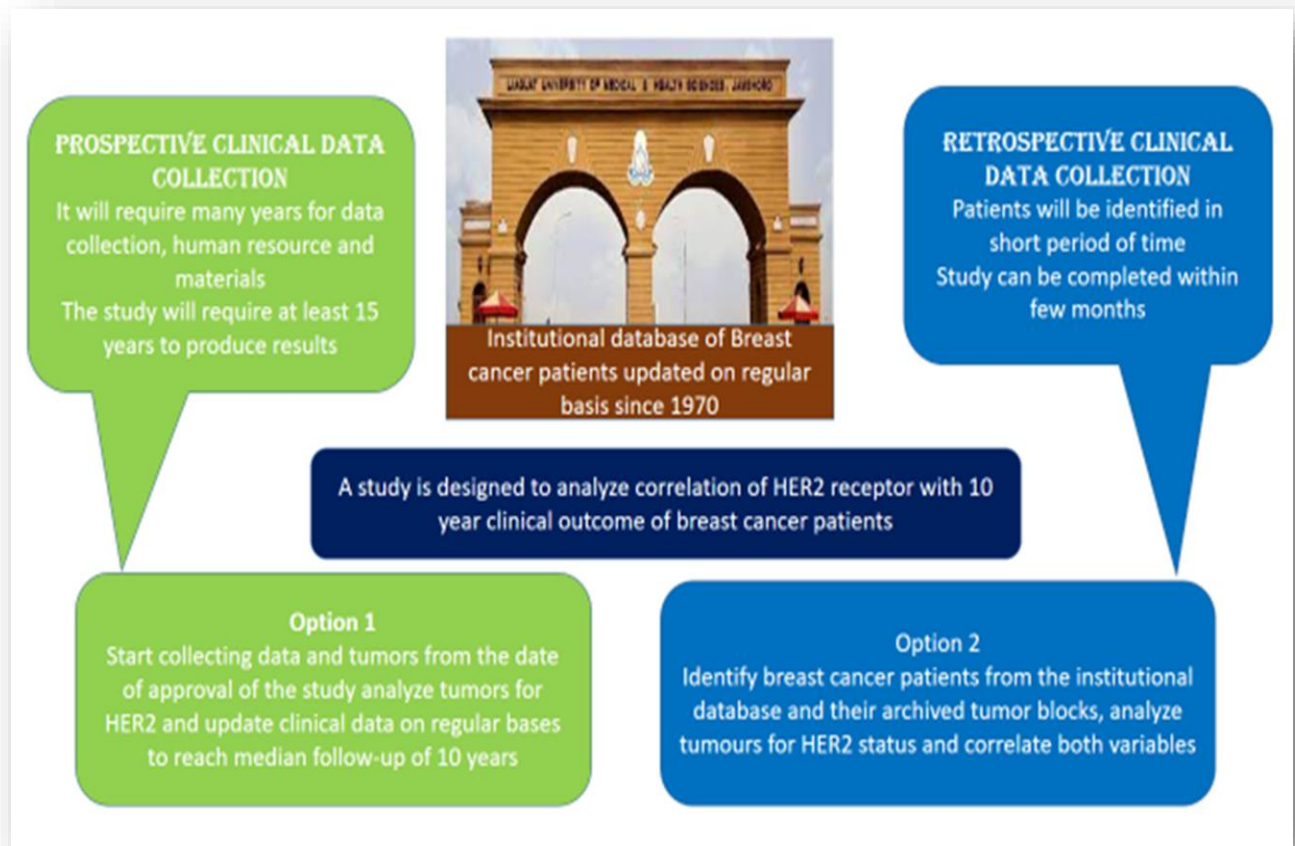 PROSPECTIVE CLINICAL DATA
COLLECTION
It will require many years for data
collection, human resource and
materials
The study will require at least 15
years to produce results
LIAQUAT UNIVERSITY OF MEDICAL & HEALTH SCIENCES, JAMSHORO
Institutional database of Breast
cancer patients updated on regular
basis since 1970
RETROSPECTIVE CLINICAL
DATA COLLECTION
Patients will be identified in
short period of time
Study can be completed within
few months
A study is designed to analyze correlation of HER2 receptor with 10
year clinical outcome of breast cancer patients
Option 1
Start collecting data and tumors from the date
of approval of the study analyze tumors for
HER2 and update clinical data on regular bases
to reach median follow-up of 10 years
Option 2
Identify breast cancer patients from the institutional
database and their archived tumor blocks, analyze
tumours for HER2 status and correlate both variables